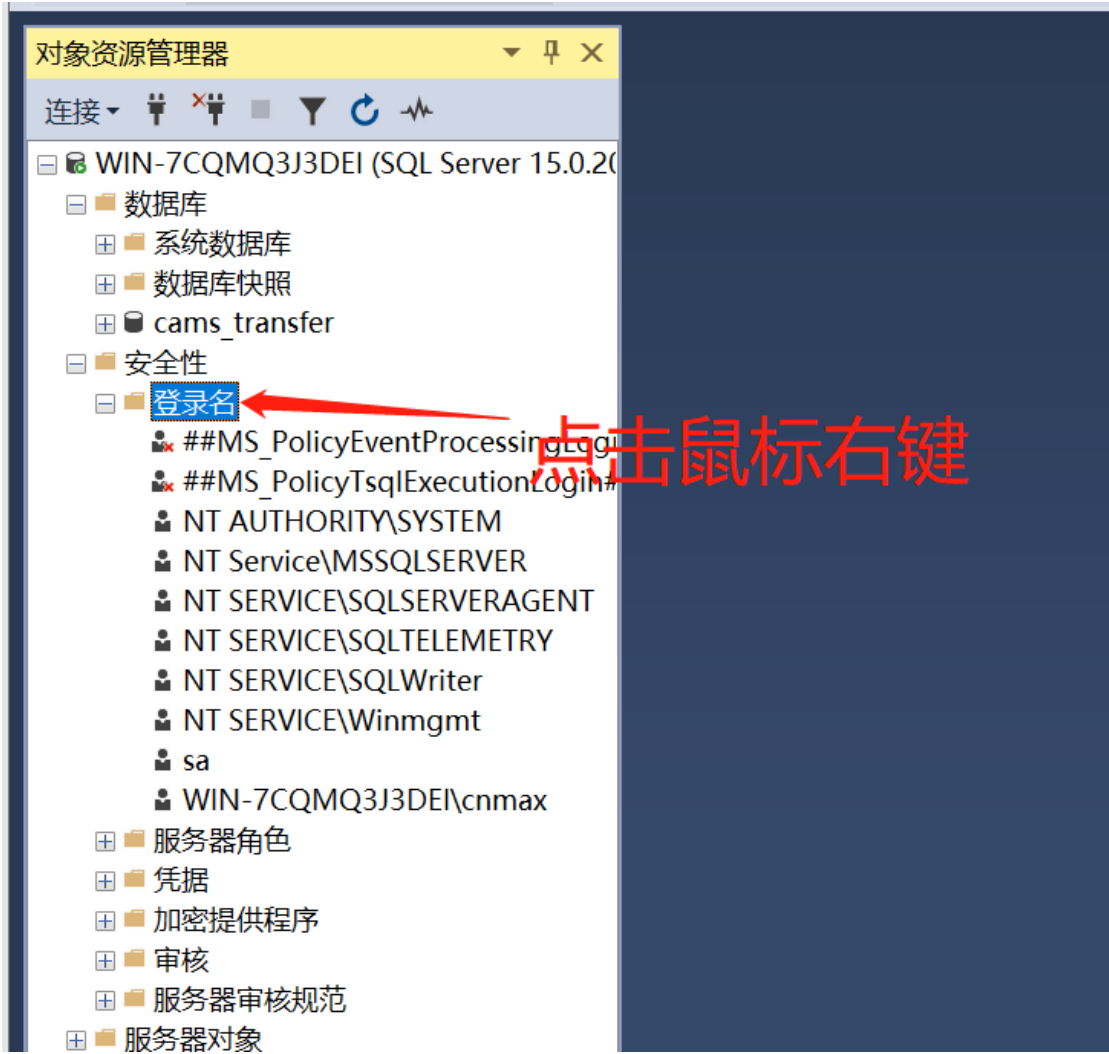 对象资源管理器
连接
WIN-7CQMQ3J3DEI (SQL Server 15.0.20
数据库
系统数据库
数据库快照
cams_transfer
安全性
登录名
点击鼠标右键
##MS_PolicyEventProcessingLogi
##MS_PolicyTsqlExecutionLogin#
NT AUTHORITY\SYSTEM
NT Service\MSSQLSERVER
NT SERVICE\SQLSERVERAGENT
NT SERVICE\SQLTELEMETRY
NT SERVICE\SQLWriter
NT SERVICE\Winmgmt
sa
WIN-7CQMQ3J3DEI\cnmax
服务器角色
凭据
加密提供程序
审核
服务器审核规范
服务器对象